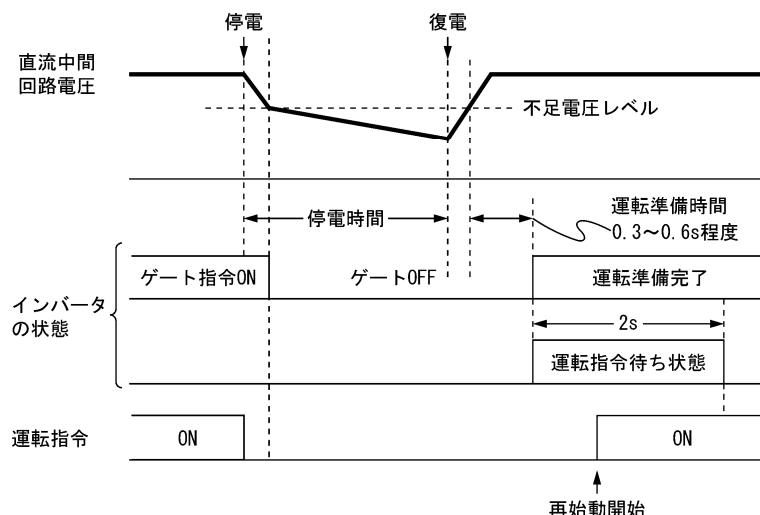 停電
復電
直流中間
回路電圧
不足電圧レベル
停電時間
運転準備時間
0.3～0.6s程度
ゲート指令ON
ゲートOFF
運転準備完了
インバータ
の状態
2s
運転指令待ち状態
運転指令
ON
ON
再始動開始